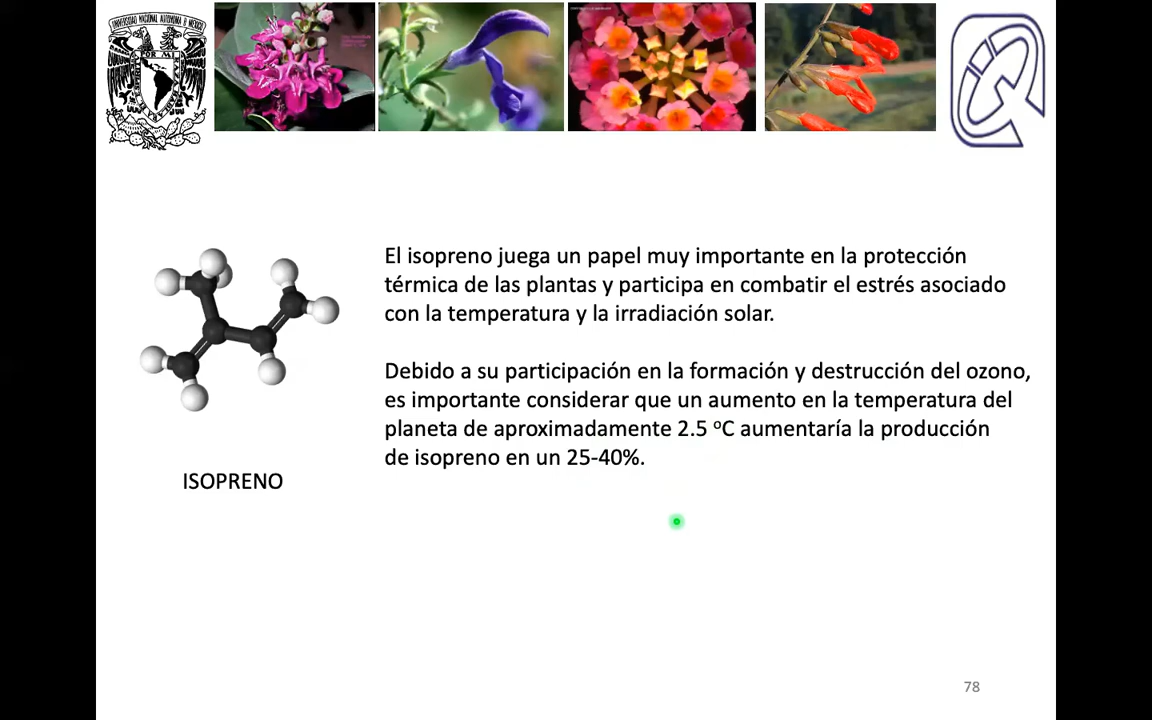 El isopreno juega un papel muy importante en la protección
térmica de las plantas y participa en combatir el estrés asociado
con la temperatura y la irradiación solar.
Debido a su participación en la formación y destrucción del ozono,
es importante considerar que un aumento en la temperatura del
planeta de aproximadamente 2.5 ºC aumentaría la producción
de isopreno en un 25-40%.
ISOPRENO
78